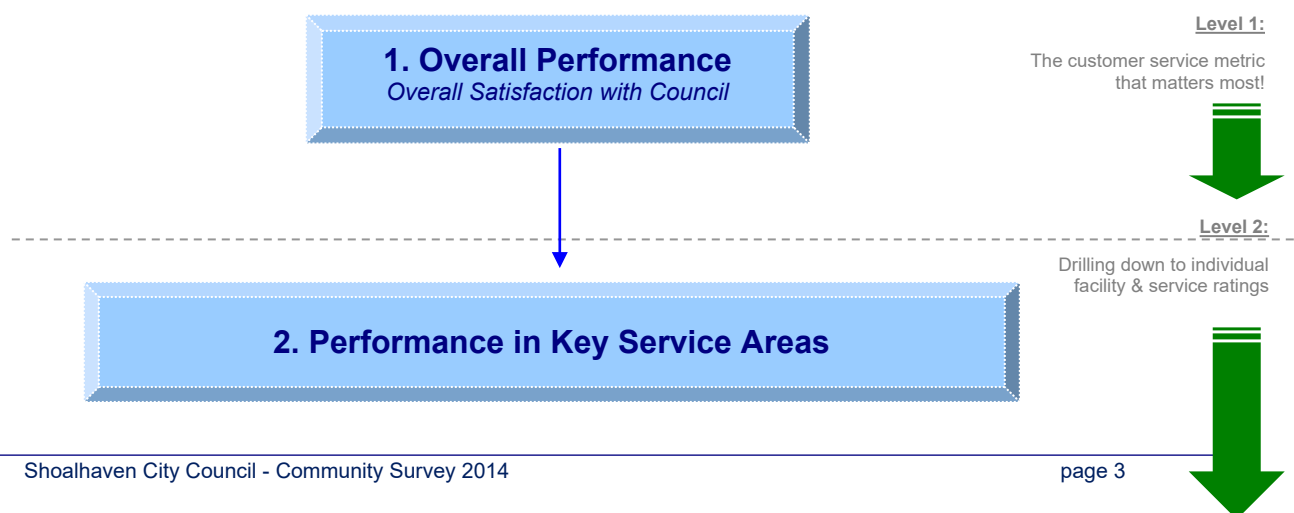 1. Overall Performance
Overall Satisfaction with Council
Level 1:
The customer service metric
that matters most!
Level 2:
Drilling down to individual
facility & service ratings
2. Performance in Key Service Areas
Shoalhaven City Council - Community Survey 2014
page 3